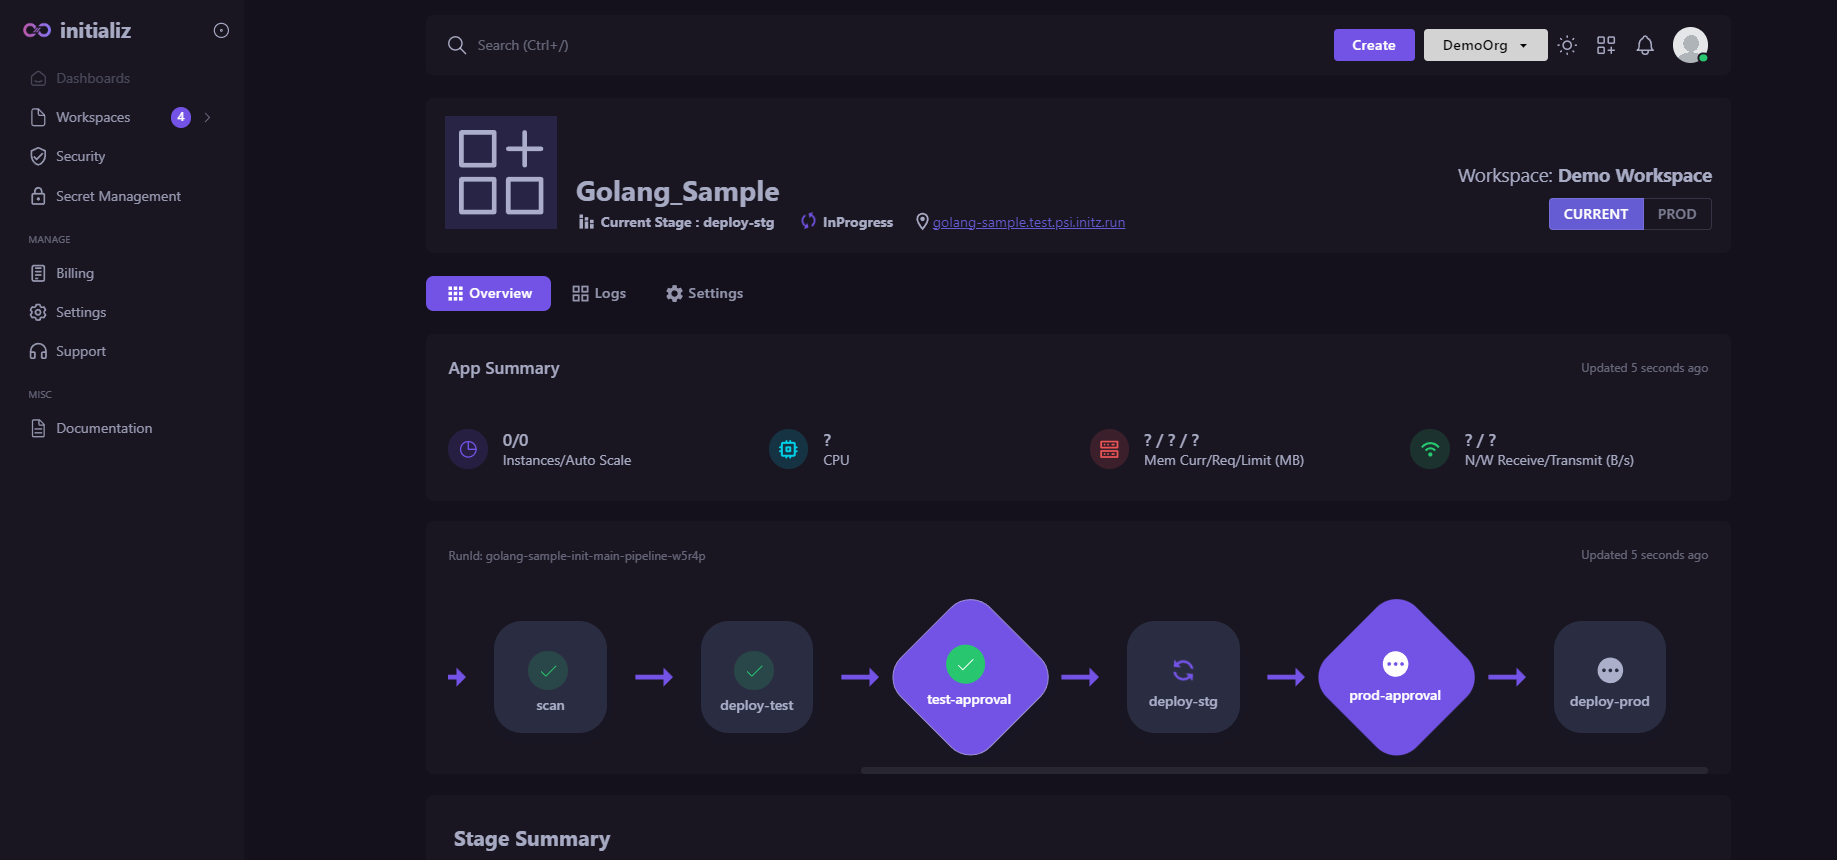 initializ
Dashboards
Workspaces 4
Security
Secret Management
MANAGE
Billing
Settings
Support
MISC
Documentation
Search (Ctrl+/)
Create
DemoOrg
Golang_Sample
Current Stage : deploy-stg
InProgress
golang-sample.test.psi.initz.run
Workspace: Demo Workspace
CURRENT PROD
Overview
Logs
Settings
App Summary
Updated 5 seconds ago
0/0
Instances/Auto Scale
?
CPU
? / ? / ?
Mem Curr/Req/Limit (MB)
? / ?
N/W Receive/Transmit (B/s)
RunId: golang-sample-init-main-pipeline-w5r4p
Updated 5 seconds ago
scan
deploy-test
test-approval
deploy-stg
prod-approval
deploy-prod
Stage Summary